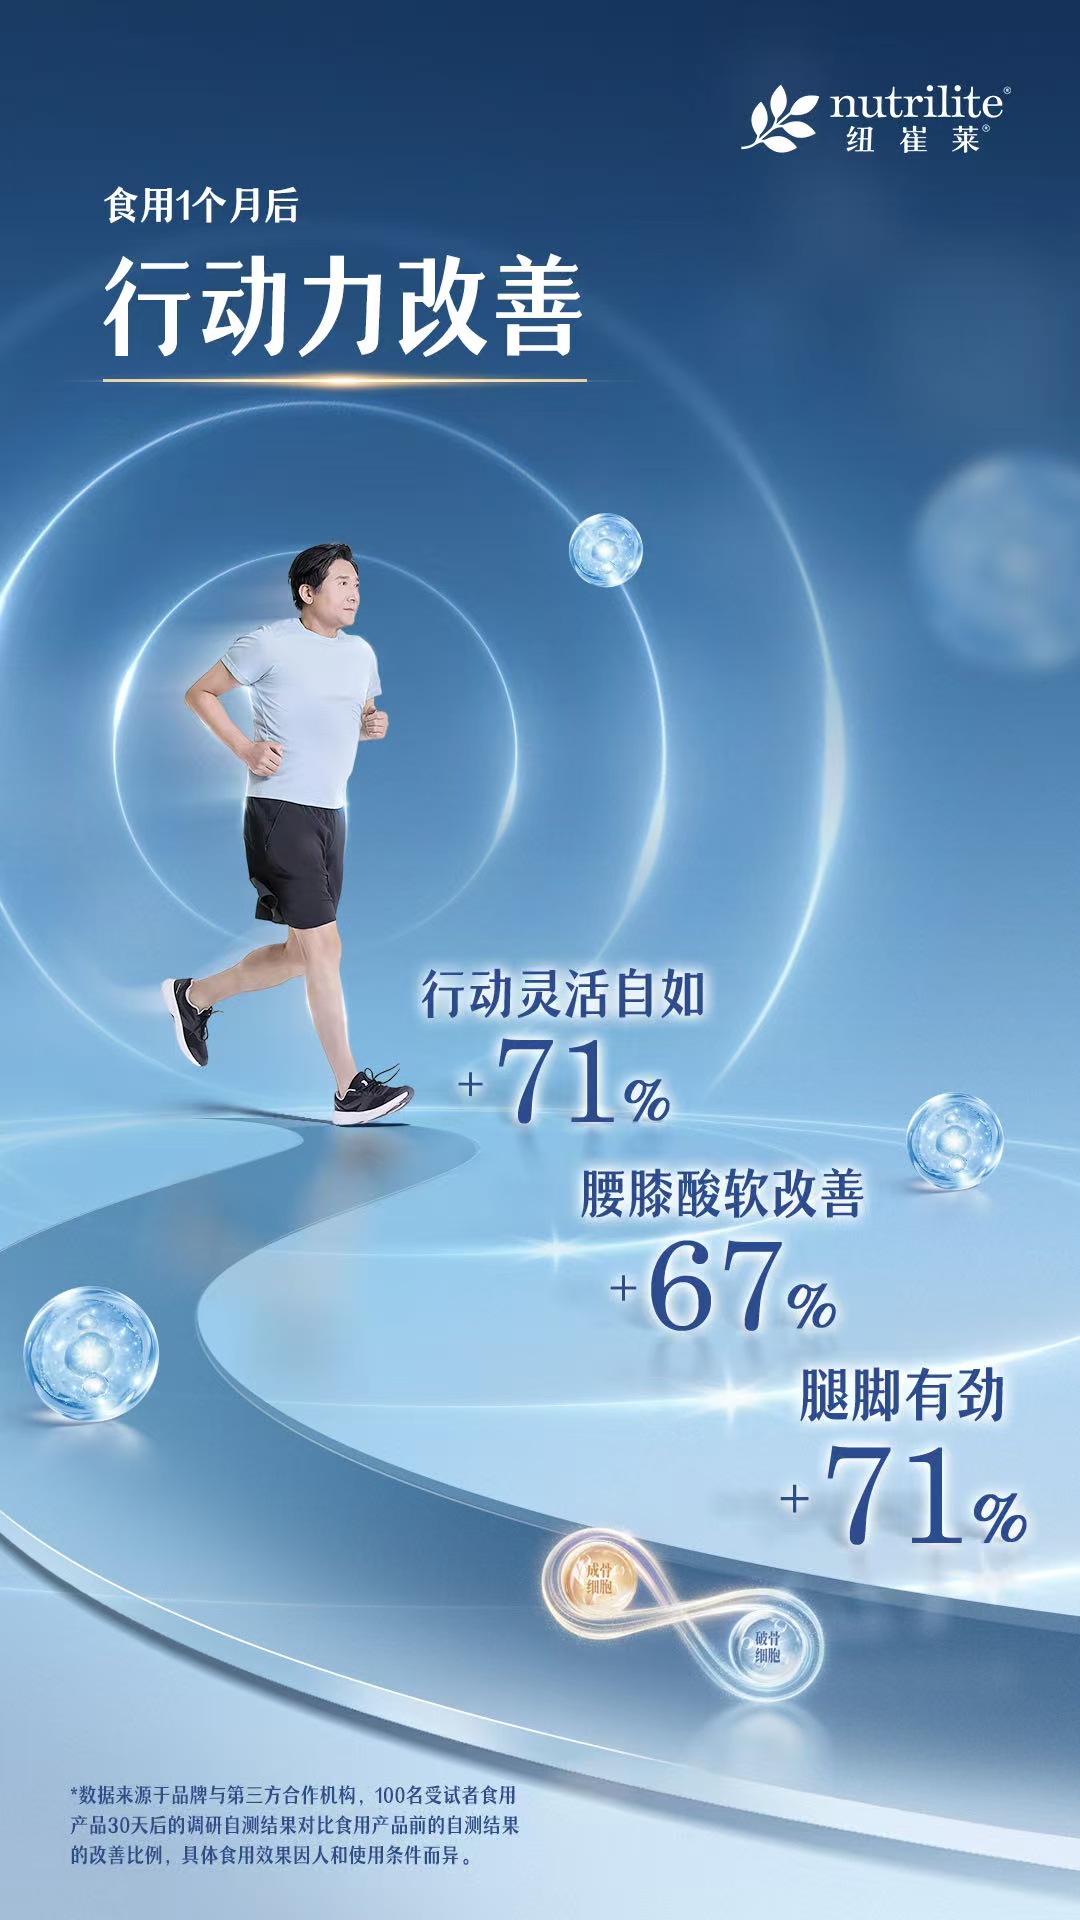 nutrilite®
纽崔莱®
食用1个月后
行动力改善
行动灵活自如
+71%
腰膝酸软改善
+67%
腿脚有劲
+71%
成骨
细胞
破骨
细胞
*数据来源于品牌与第三方合作机构，100名受试者食用
产品30天后的调研自测结果对比食用产品前的自测结果
的改善比例，具体食用效果因人和使用条件而异。